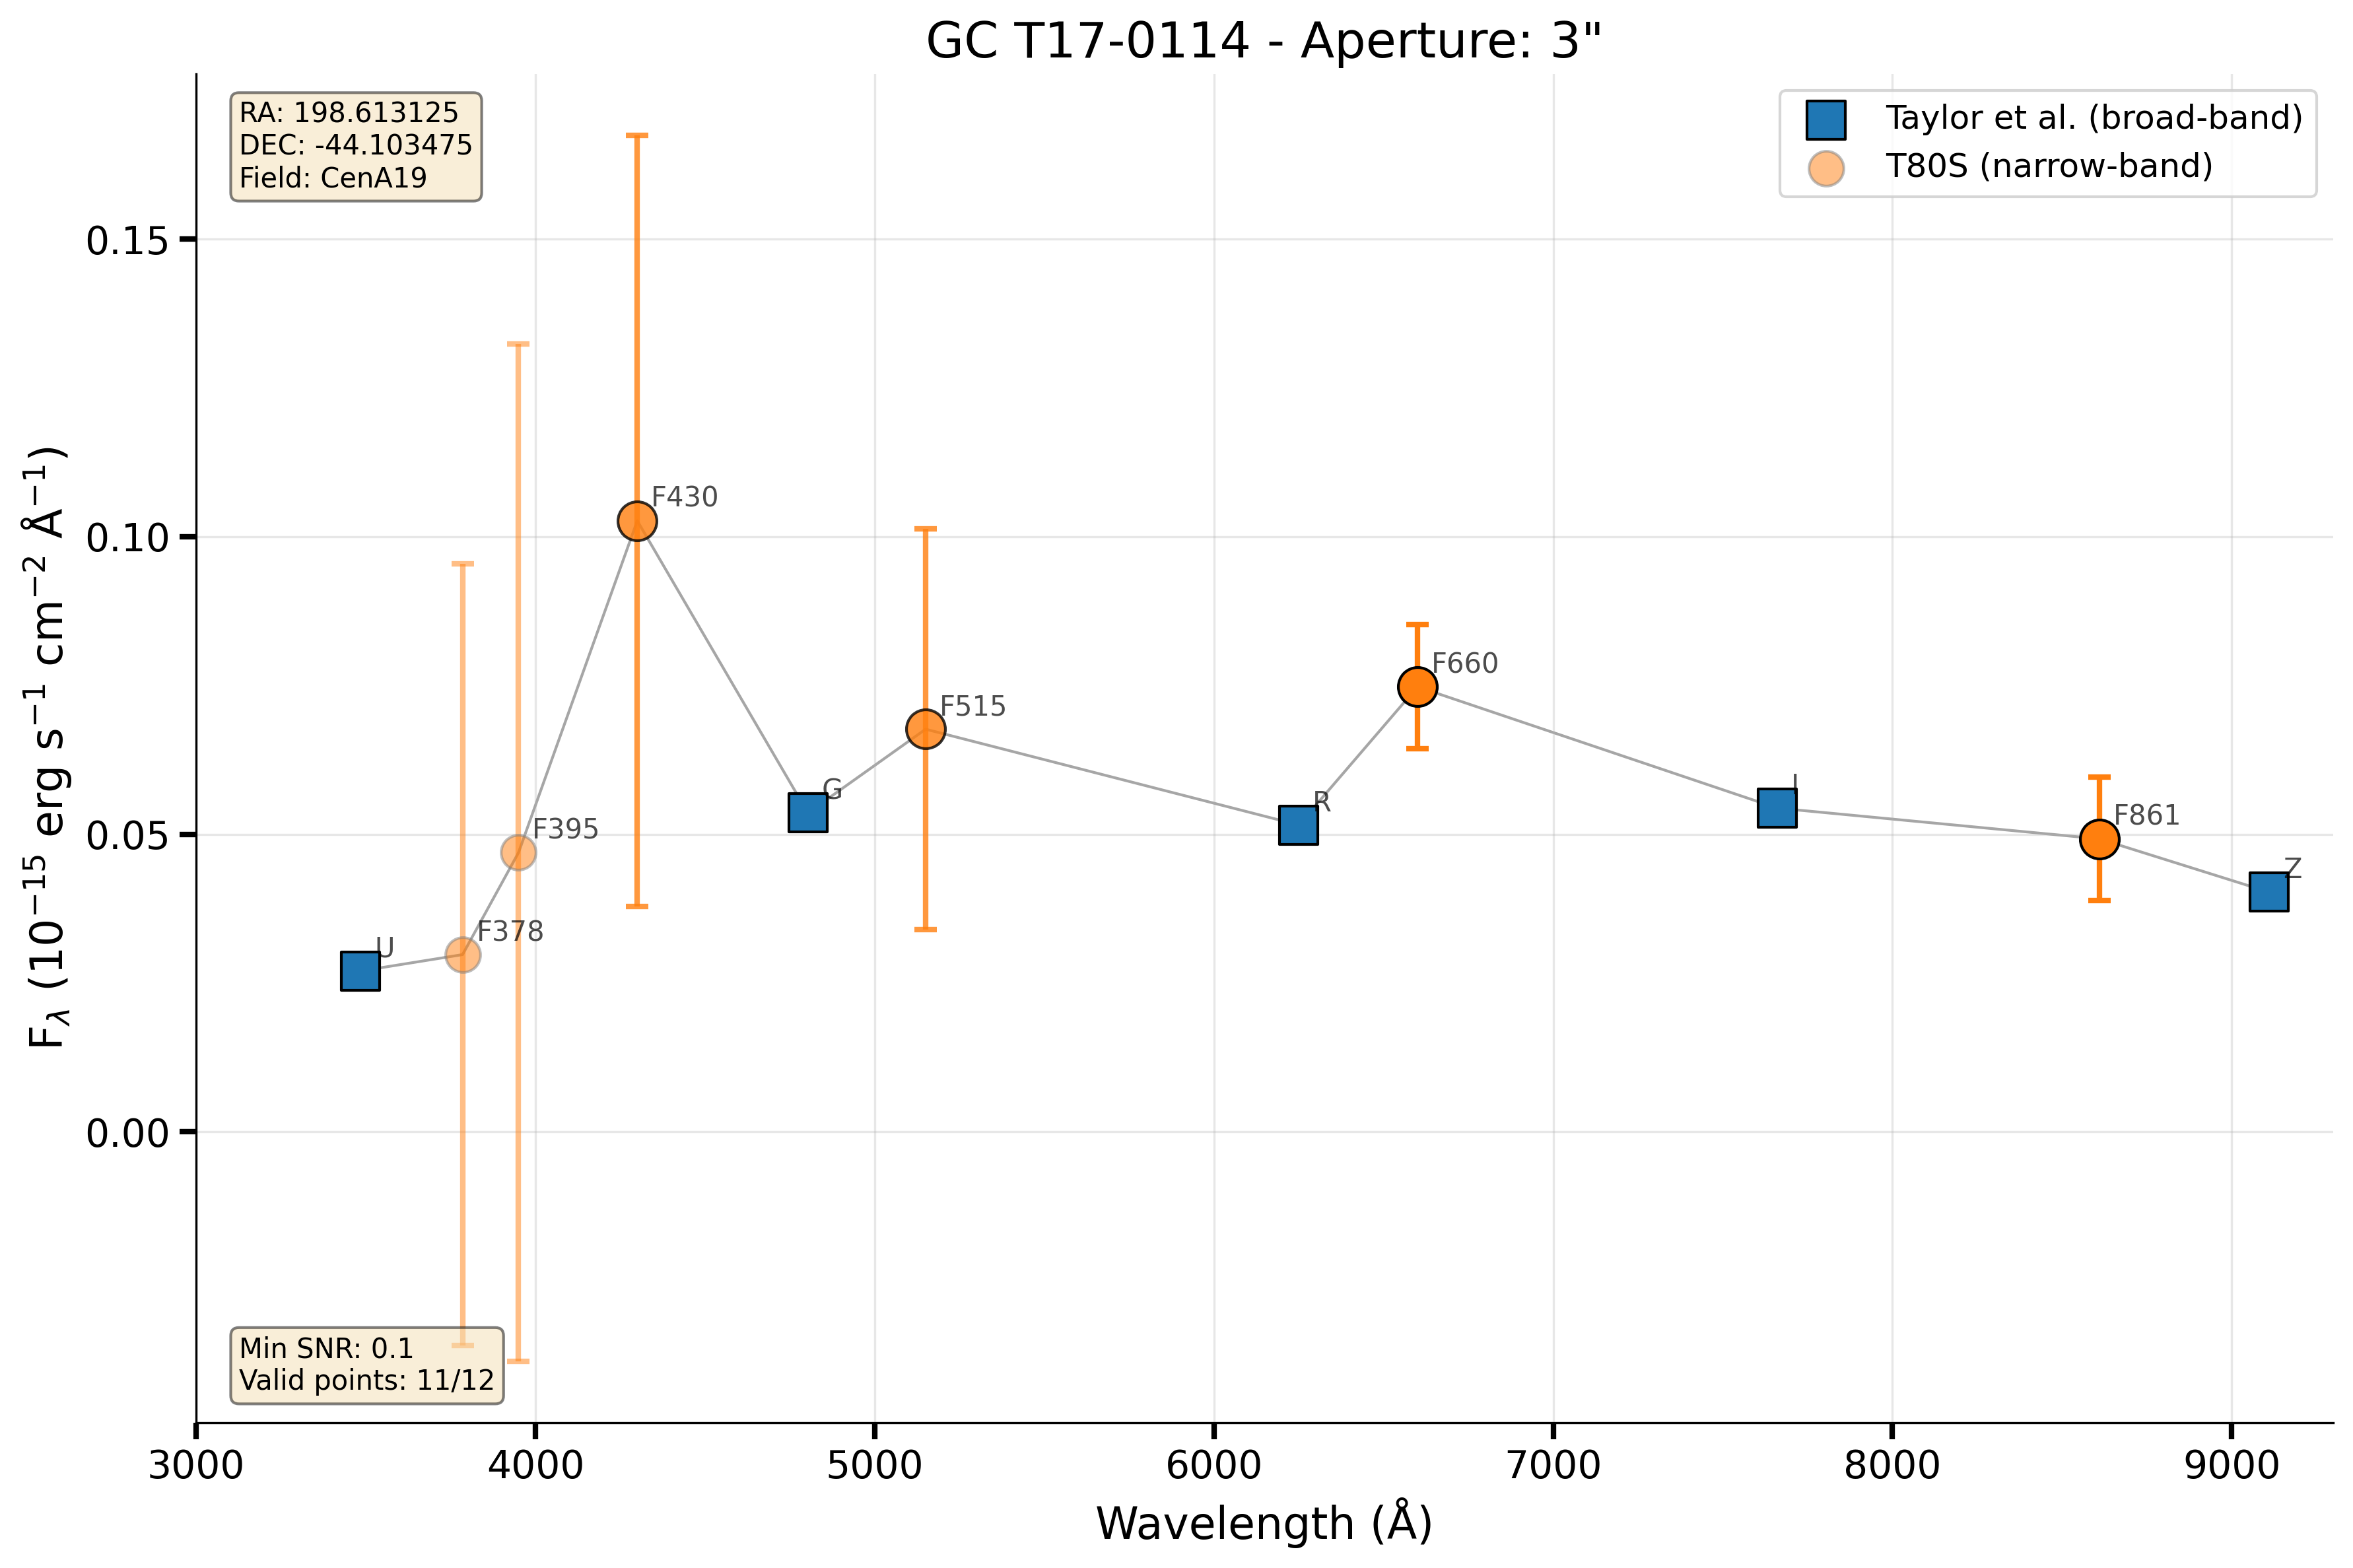 GC T17-0114 - Aperture: 3"
RA: 198.613125
DEC: -44.103475
Field: CenA19
Taylor et al. (broad-band)
T80S (narrow-band)
0.15
0.10
0.05
0.00
F_λ (10⁻¹⁵ erg s⁻¹ cm⁻² Å⁻¹)
U
F378
F395
F430
G
F515
R
F660
I
F861
Z
Min SNR: 0.1
Valid points: 11/12
3000 4000 5000 6000 7000 8000 9000
Wavelength (Å)